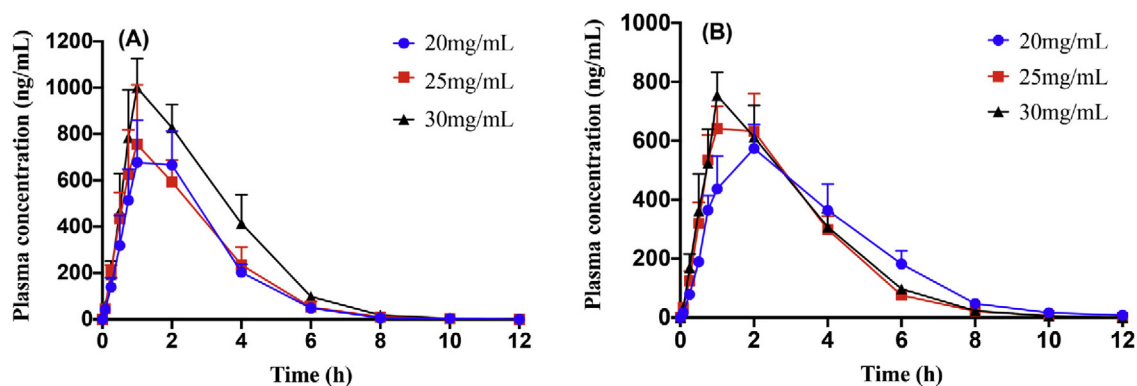 (A)
20mg/mL
25mg/mL
30mg/mL
Plasma concentration (ng/mL)
1200
1000
800
600
400
200
0
0 2 4 6 8 10 12
Time (h)
(B)
20mg/mL
25mg/mL
30mg/mL
Plasma concentration (ng/mL)
1000
800
600
400
200
0
0 2 4 6 8 10 12
Time (h)